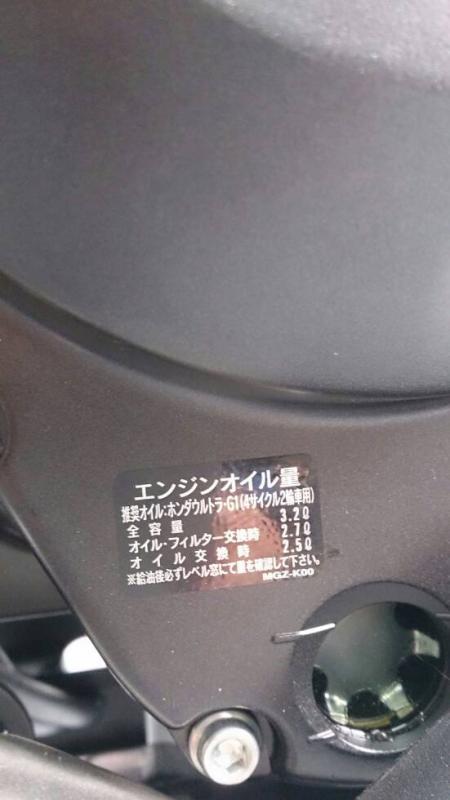 エンジンオイル量
推奨オイル:ホンダウルトラ-G1(4サイクル2輪車用)
全容量 3.2ℓ
オイル・フィルター交換時 2.7ℓ
オイル交換時 2.5ℓ
※給油後必ずレベル窓にて量を確認して下さい。
MGZ-K00